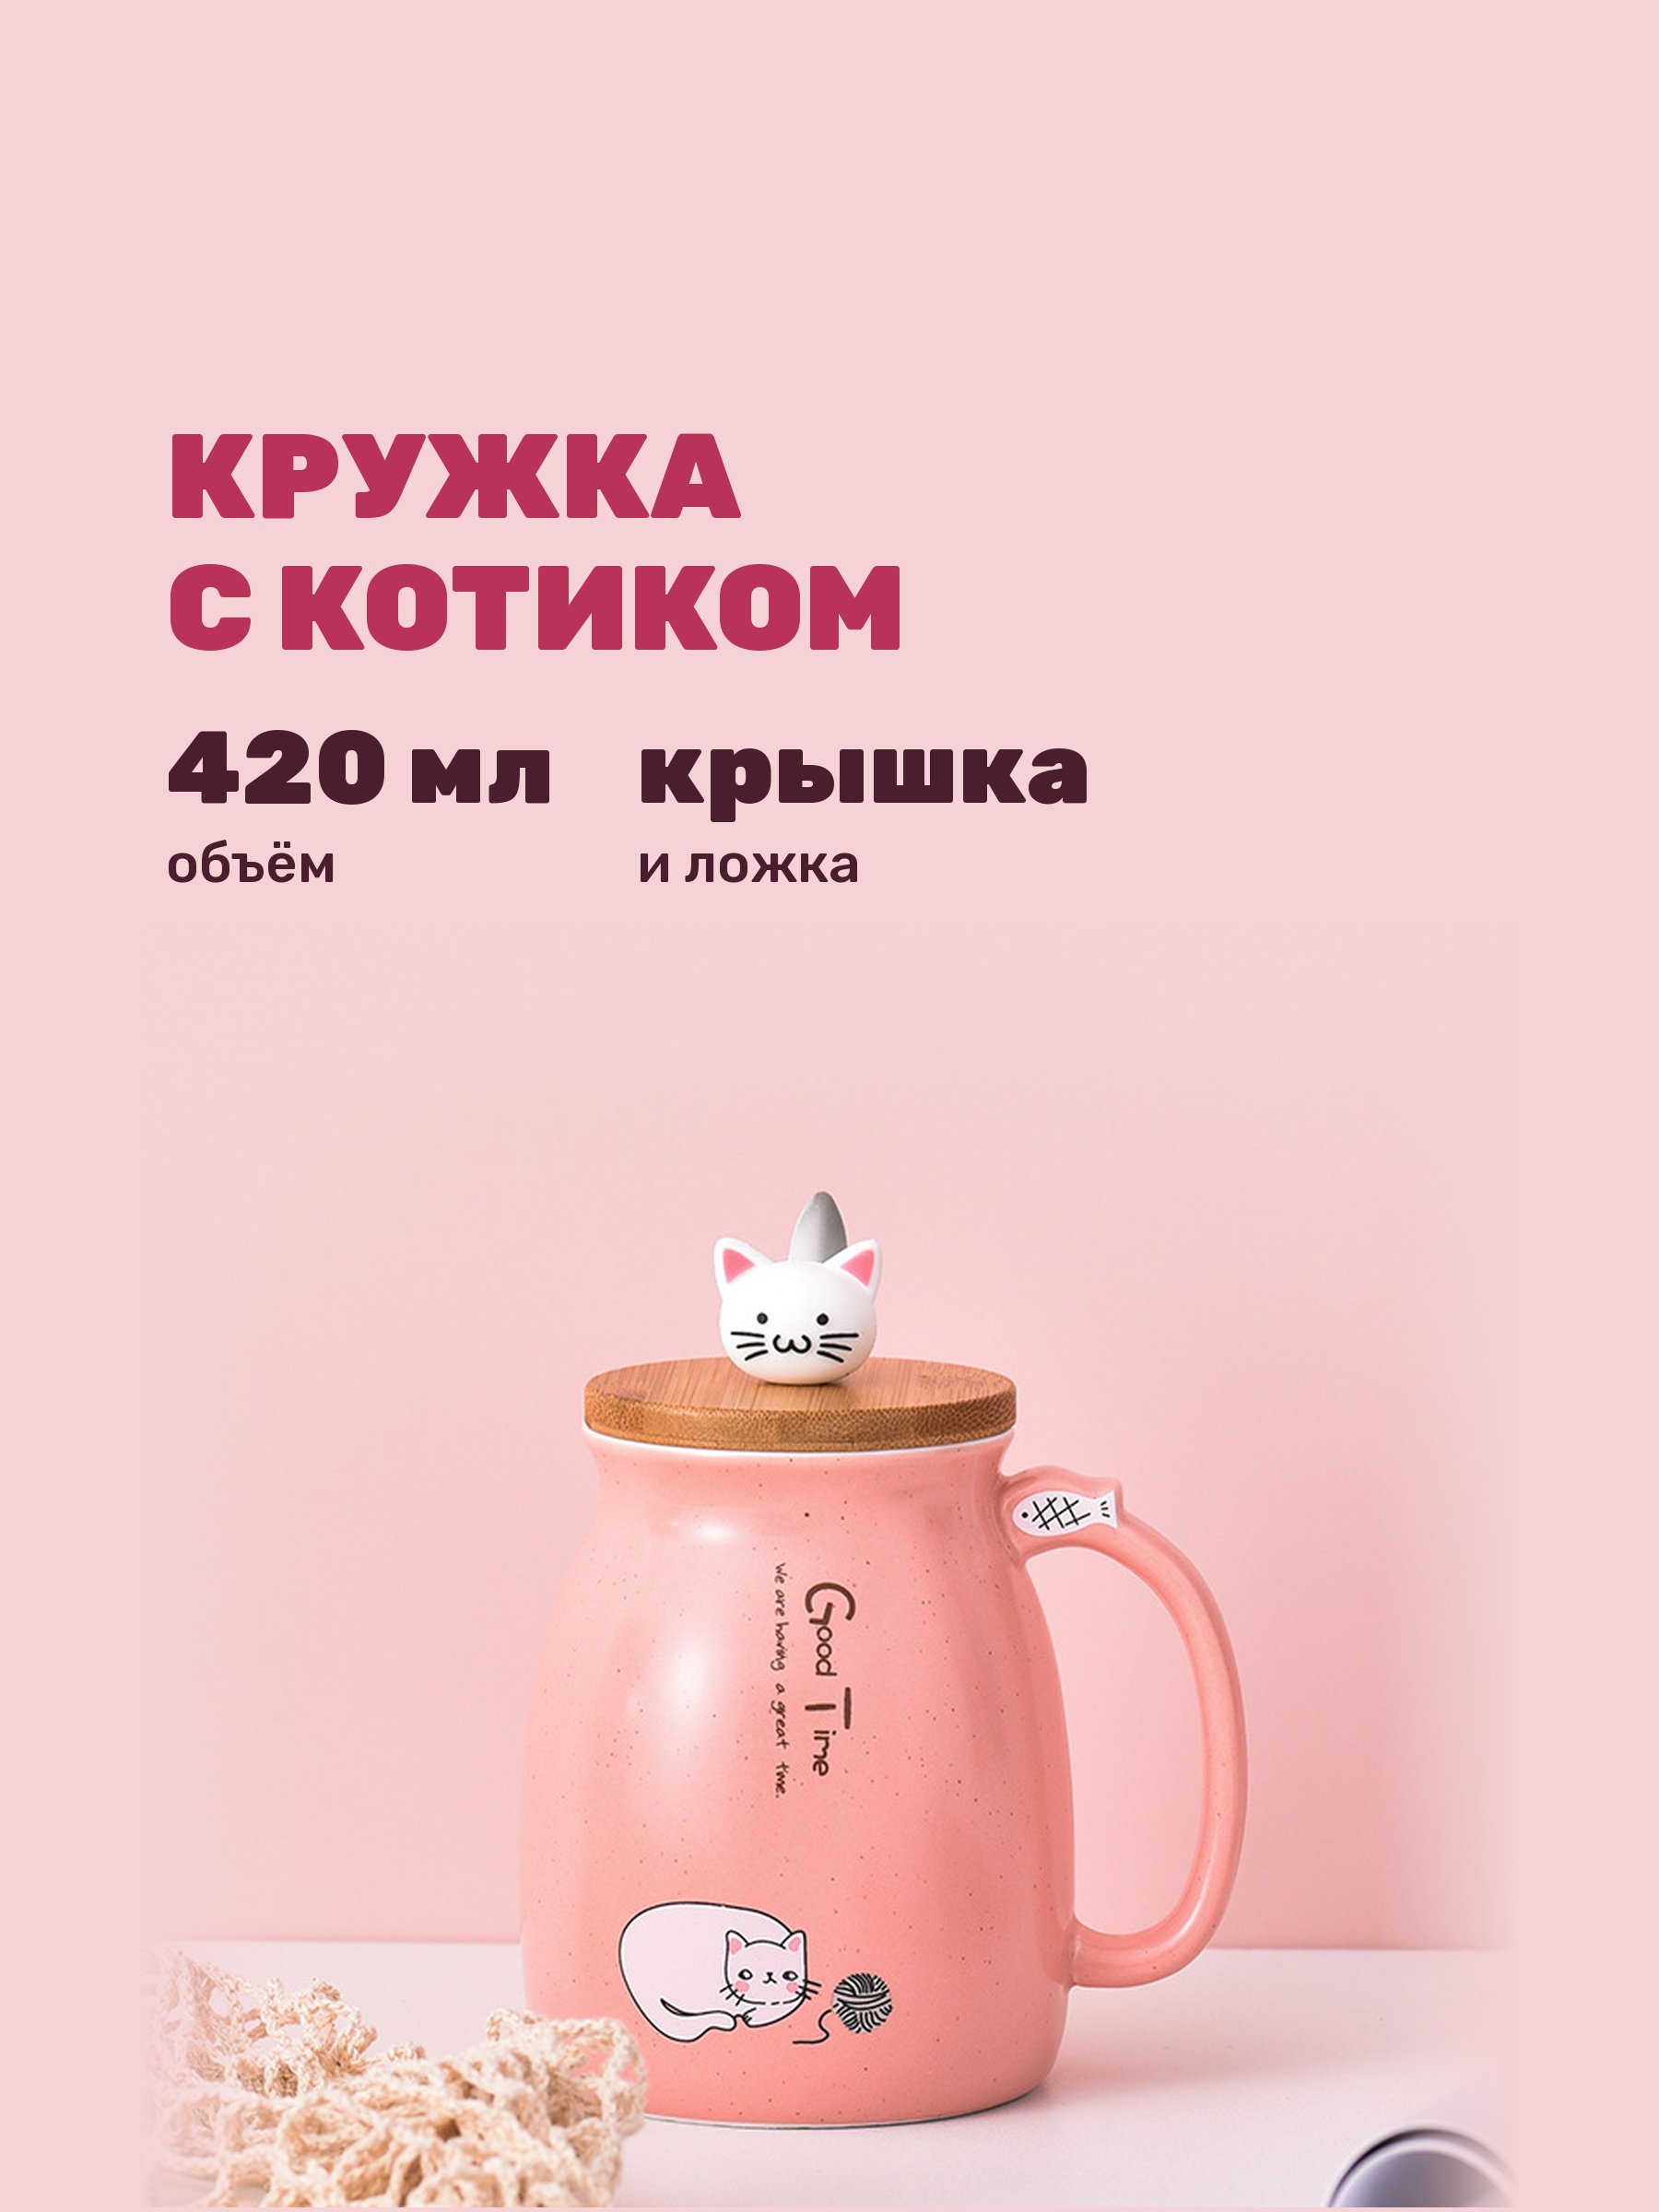 КРУЖКА
С КОТИКОМ
420 мл крышка
объём и ложка
Good Time
We are having a great time.